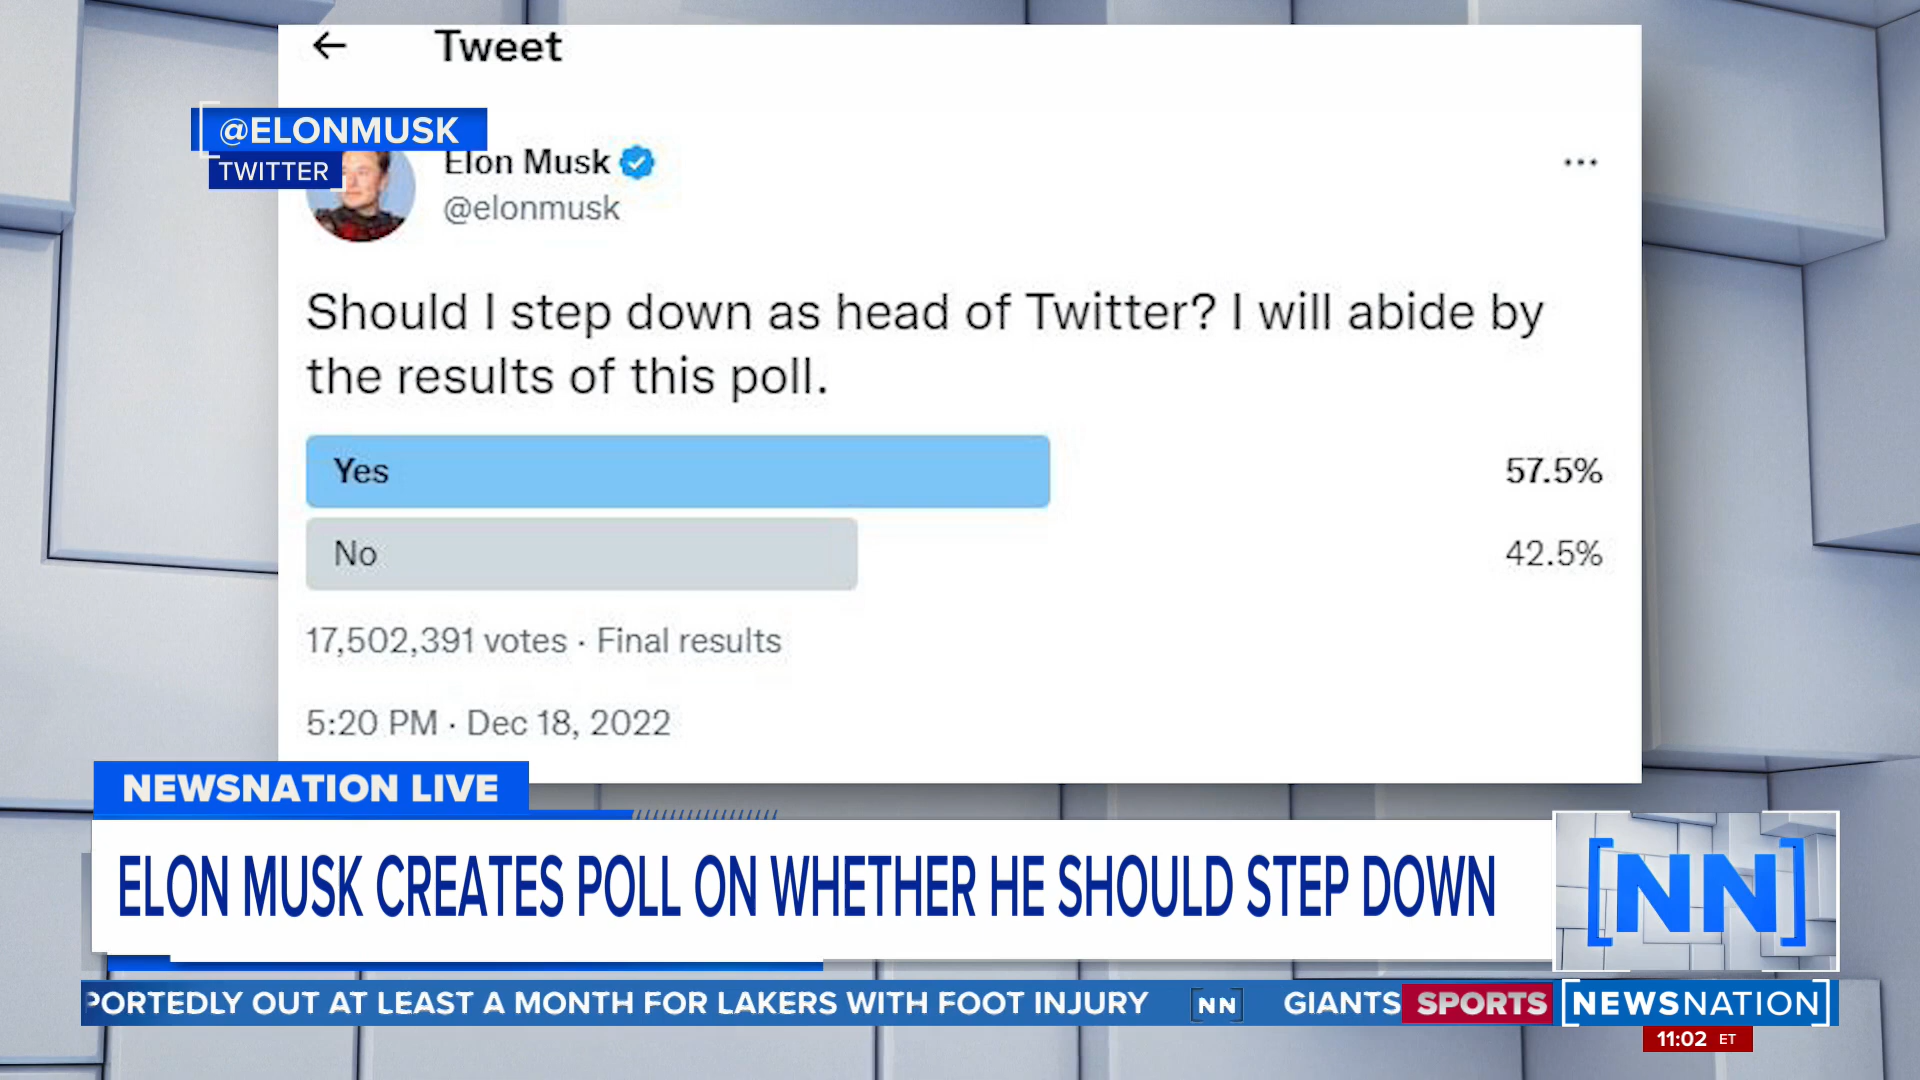 Tweet
@ELONMUSK
TWITTER
Elon Musk
@elonmusk
Should I step down as head of Twitter? I will abide by
the results of this poll.
Yes 57.5%
No 42.5%
17,502,391 votes · Final results
5:20 PM · Dec 18, 2022
NEWSNATION LIVE
ELON MUSK CREATES POLL ON WHETHER HE SHOULD STEP DOWN
[NN]
PORTEDLY OUT AT LEAST A MONTH FOR LAKERS WITH FOOT INJURY [NN] GIANTS SPORTS [NEWSNATION]
11:02 ET